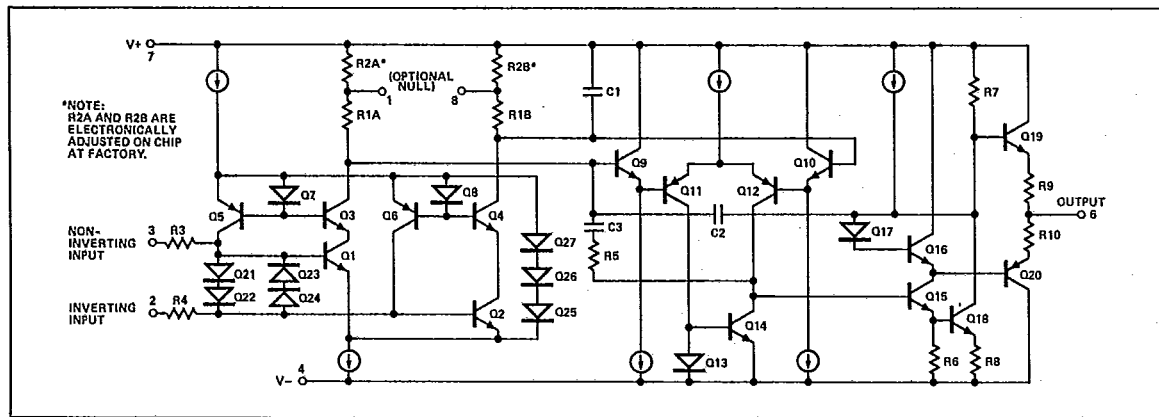 V+
7
R2A*
R2B*
(OPTIONAL
NULL)
1
8
C1
R7
*NOTE:
R2A AND R2B ARE
ELECTRONICALLY
ADJUSTED ON CHIP
AT FACTORY.
R1A
R1B
Q19
Q9
Q10
Q7
Q8
Q11
Q12
Q5
Q3
Q6
Q4
R9
OUTPUT
6
NON-
INVERTING
INPUT
3
R3
C3
C2
Q17
Q16
R10
Q27
Q1
R5
Q21
Q23
Q26
Q20
Q22
Q24
Q15
INVERTING
INPUT
2
R4
Q25
Q2
Q14
Q18
Q13
R6
R8
V-
4